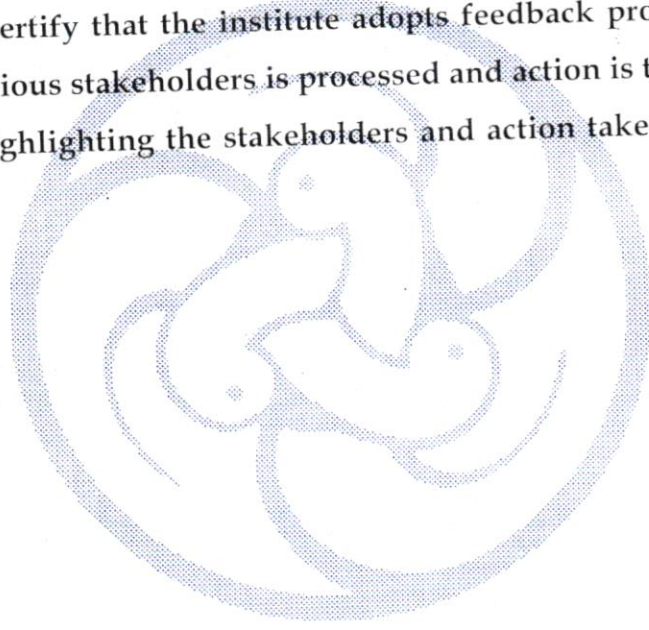 ertify that the institute adopts feedback pro
ious stakeholders is processed and action is t
ghlighting the stakeholders and action take